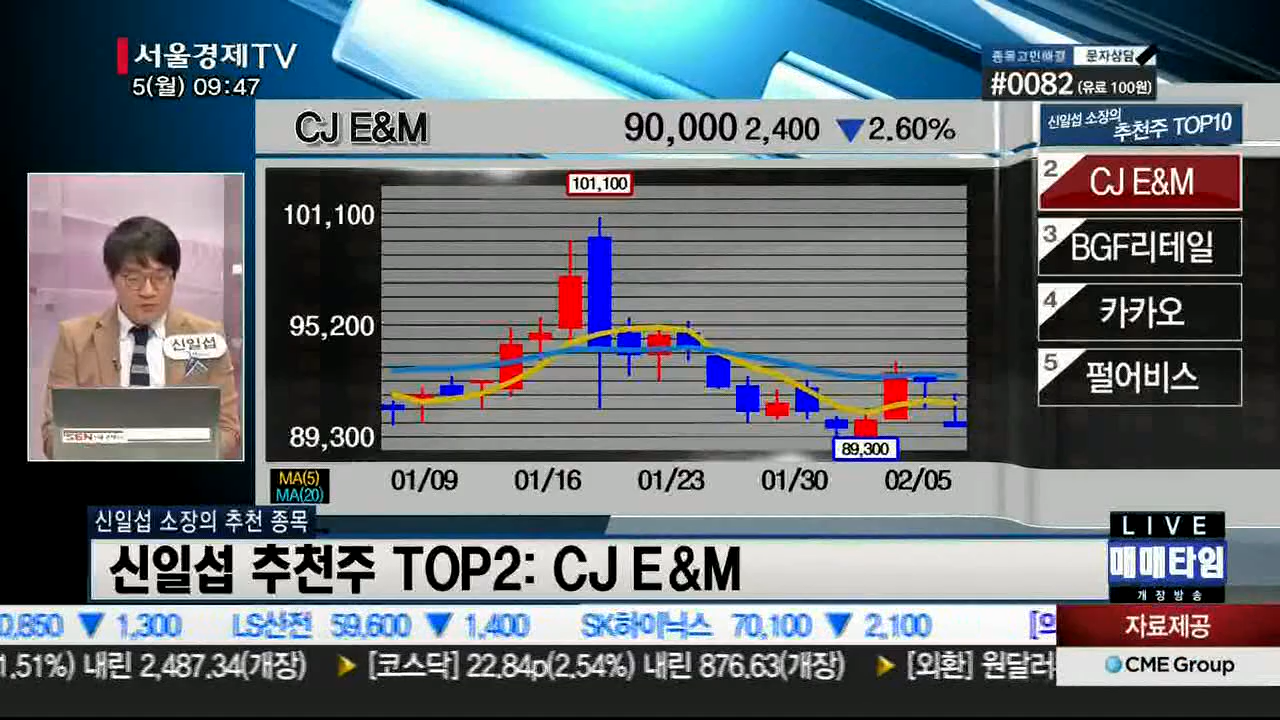 서울경제TV
5(월) 09:47
종목고민해결 문자상담
#0082 (유료 100원)
CJ E&M 90,000 2,400 ▼2.60%
신일섭 소장의
추천주 TOP10
2 CJ E&M
3 BGF리테일
4 카카오
5 펄어비스
101,100
101,100
95,200
89,300
89,300
01/09 01/16 01/23 01/30 02/05
MA(5)
MA(20)
신일섭
SEN
신일섭 소장의 추천 종목
신일섭 추천주 TOP2: CJ E&M
LIVE
매매타임
개장방송
0,850 ▼ 1,300 LS산전 59,600 ▼ 1,400 SK하이닉스 70,100 ▼ 2,100
자료제공
1.51%) 내린 2,487.34(개장) [코스닥] 22.84p(2.54%) 내린 876.63(개장) [외환] 원달러
CME Group